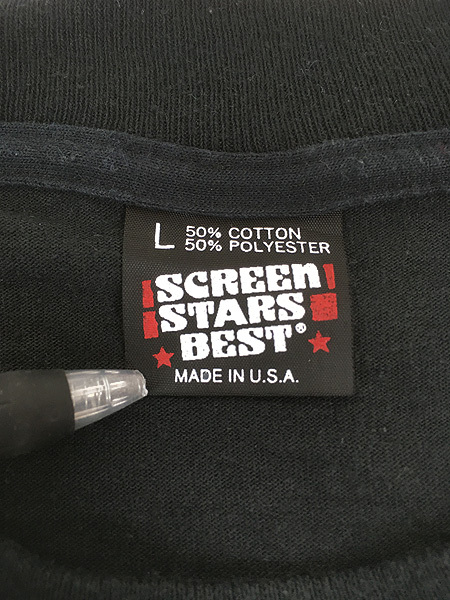 L 50% COTTON
50% POLYESTER
SCREEN
STARS
BEST®
MADE IN U.S.A.